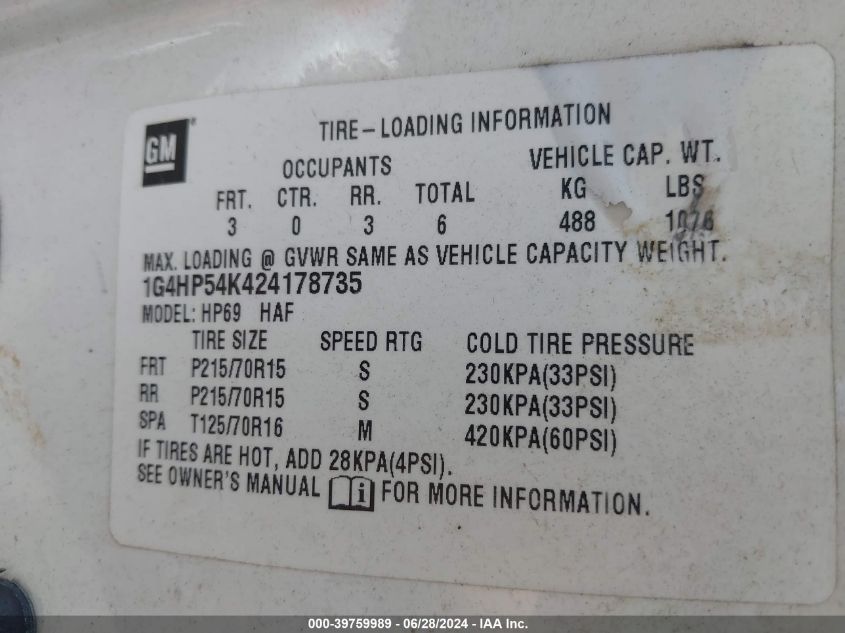 GM
TIRE-LOADING INFORMATION
OCCUPANTS VEHICLE CAP. WT.
FRT. CTR. RR. TOTAL KG LBS
3 0 3 6 488 1076
MAX. LOADING @ GVWR SAME AS VEHICLE CAPACITY WEIGHT.
1G4HP54K424178735
MODEL: HP69 HAF
TIRE SIZE SPEED RTG COLD TIRE PRESSURE
FRT P215/70R15 S 230KPA(33PSI)
RR P215/70R15 S 230KPA(33PSI)
SPA T125/70R16 M 420KPA(60PSI)
IF TIRES ARE HOT, ADD 28KPA(4PSI).
SEE OWNER'S MANUAL i FOR MORE INFORMATION.
000-39759989 - 06/28/2024 - IAA Inc.